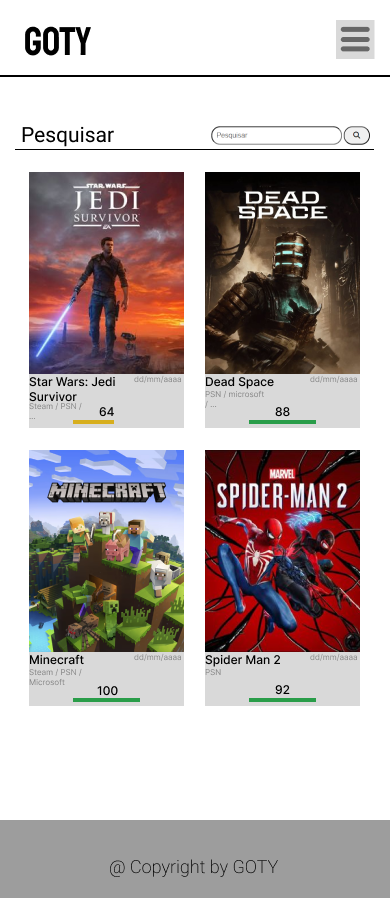 GOTY
Pesquisar
Pesquisar
STAR WARS
JEDI
SURVIVOR
EA
DEAD
SPACE
Star Wars: Jedi
Survivor
dd/mm/aaaa
Steam / PSN /
...
64
Dead Space
dd/mm/aaaa
PSN / microsoft
/ ...
88
MINECRAFT
MARVEL
SPIDER-MAN 2
Minecraft
dd/mm/aaaa
Steam / PSN /
Microsoft
100
Spider Man 2
dd/mm/aaaa
PSN
92
@ Copyright by GOTY